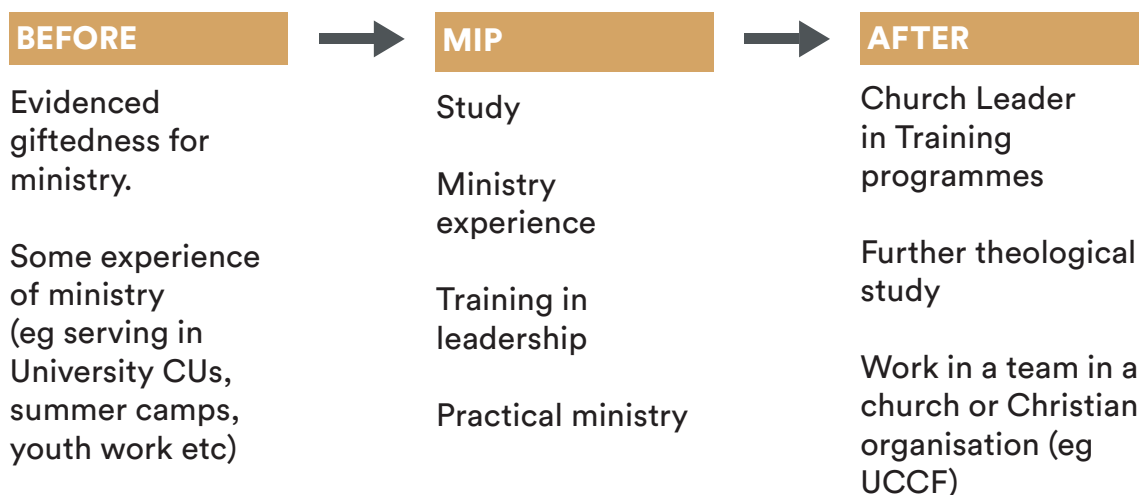 BEFORE
Evidenced
giftedness for
ministry.
Some experience
of ministry
(eg serving in
University CUs,
summer camps,
youth work etc)
MIP
Study
Ministry
experience
Training in
leadership
Practical ministry
AFTER
Church Leader
in Training
programmes
Further theological
study
Work in a team in a
church or Christian
organisation (eg
UCCF)